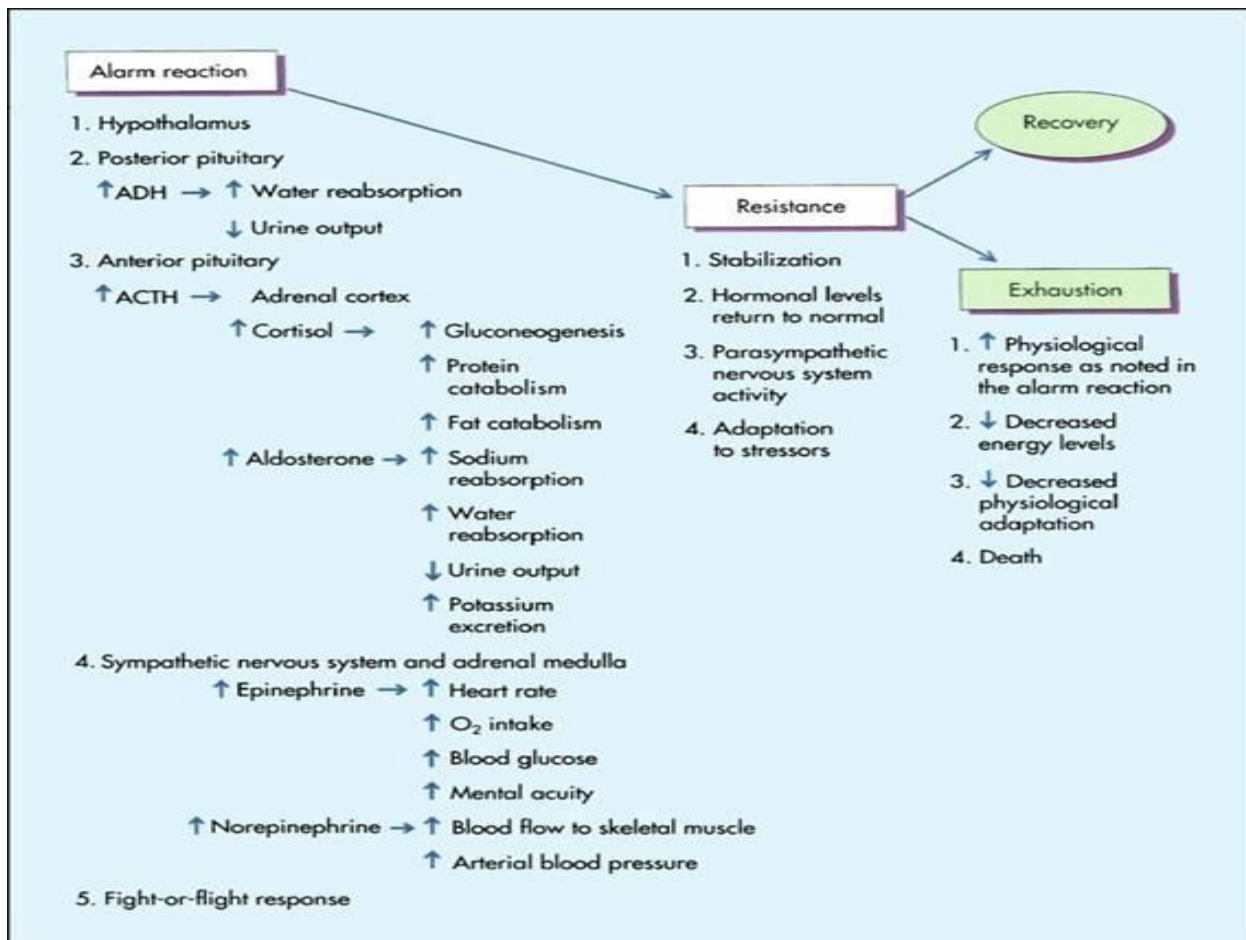 Alarm reaction
1. Hypothalamus
2. Posterior pituitary
↑ADH → ↑ Water reabsorption
↓ Urine output
3. Anterior pituitary
↑ACTH → Adrenal cortex
↑ Cortisol → ↑ Gluconeogenesis
↑ Protein
catabolism
↑ Fat catabolism
↑ Aldosterone → ↑ Sodium
reabsorption
↑ Water
reabsorption
↓ Urine output
↑ Potassium
excretion
4. Sympathetic nervous system and adrenal medulla
↑ Epinephrine → ↑ Heart rate
↑ O₂ intake
↑ Blood glucose
↑ Mental acuity
↑ Norepinephrine → ↑ Blood flow to skeletal muscle
↑ Arterial blood pressure
5. Fight-or-flight response
Resistance
1. Stabilization
2. Hormonal levels
return to normal
3. Parasympathetic
nervous system
activity
4. Adaptation
to stressors
Recovery
Exhaustion
1. ↑ Physiological
response as noted in
the alarm reaction
2. ↓ Decreased
energy levels
3. ↓ Decreased
physiological
adaptation
4. Death